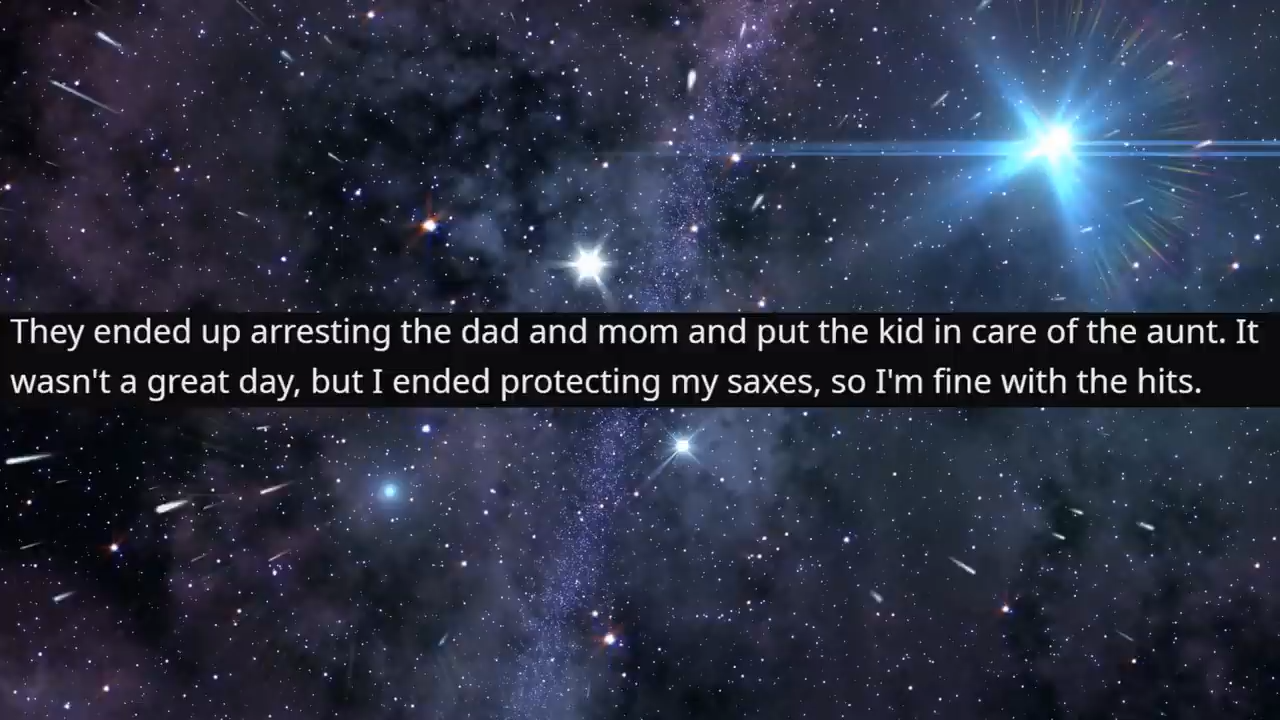 They ended up arresting the dad and mom and put the kid in care of the aunt. It
wasn't a great day, but I ended protecting my saxes, so I'm fine with the hits.